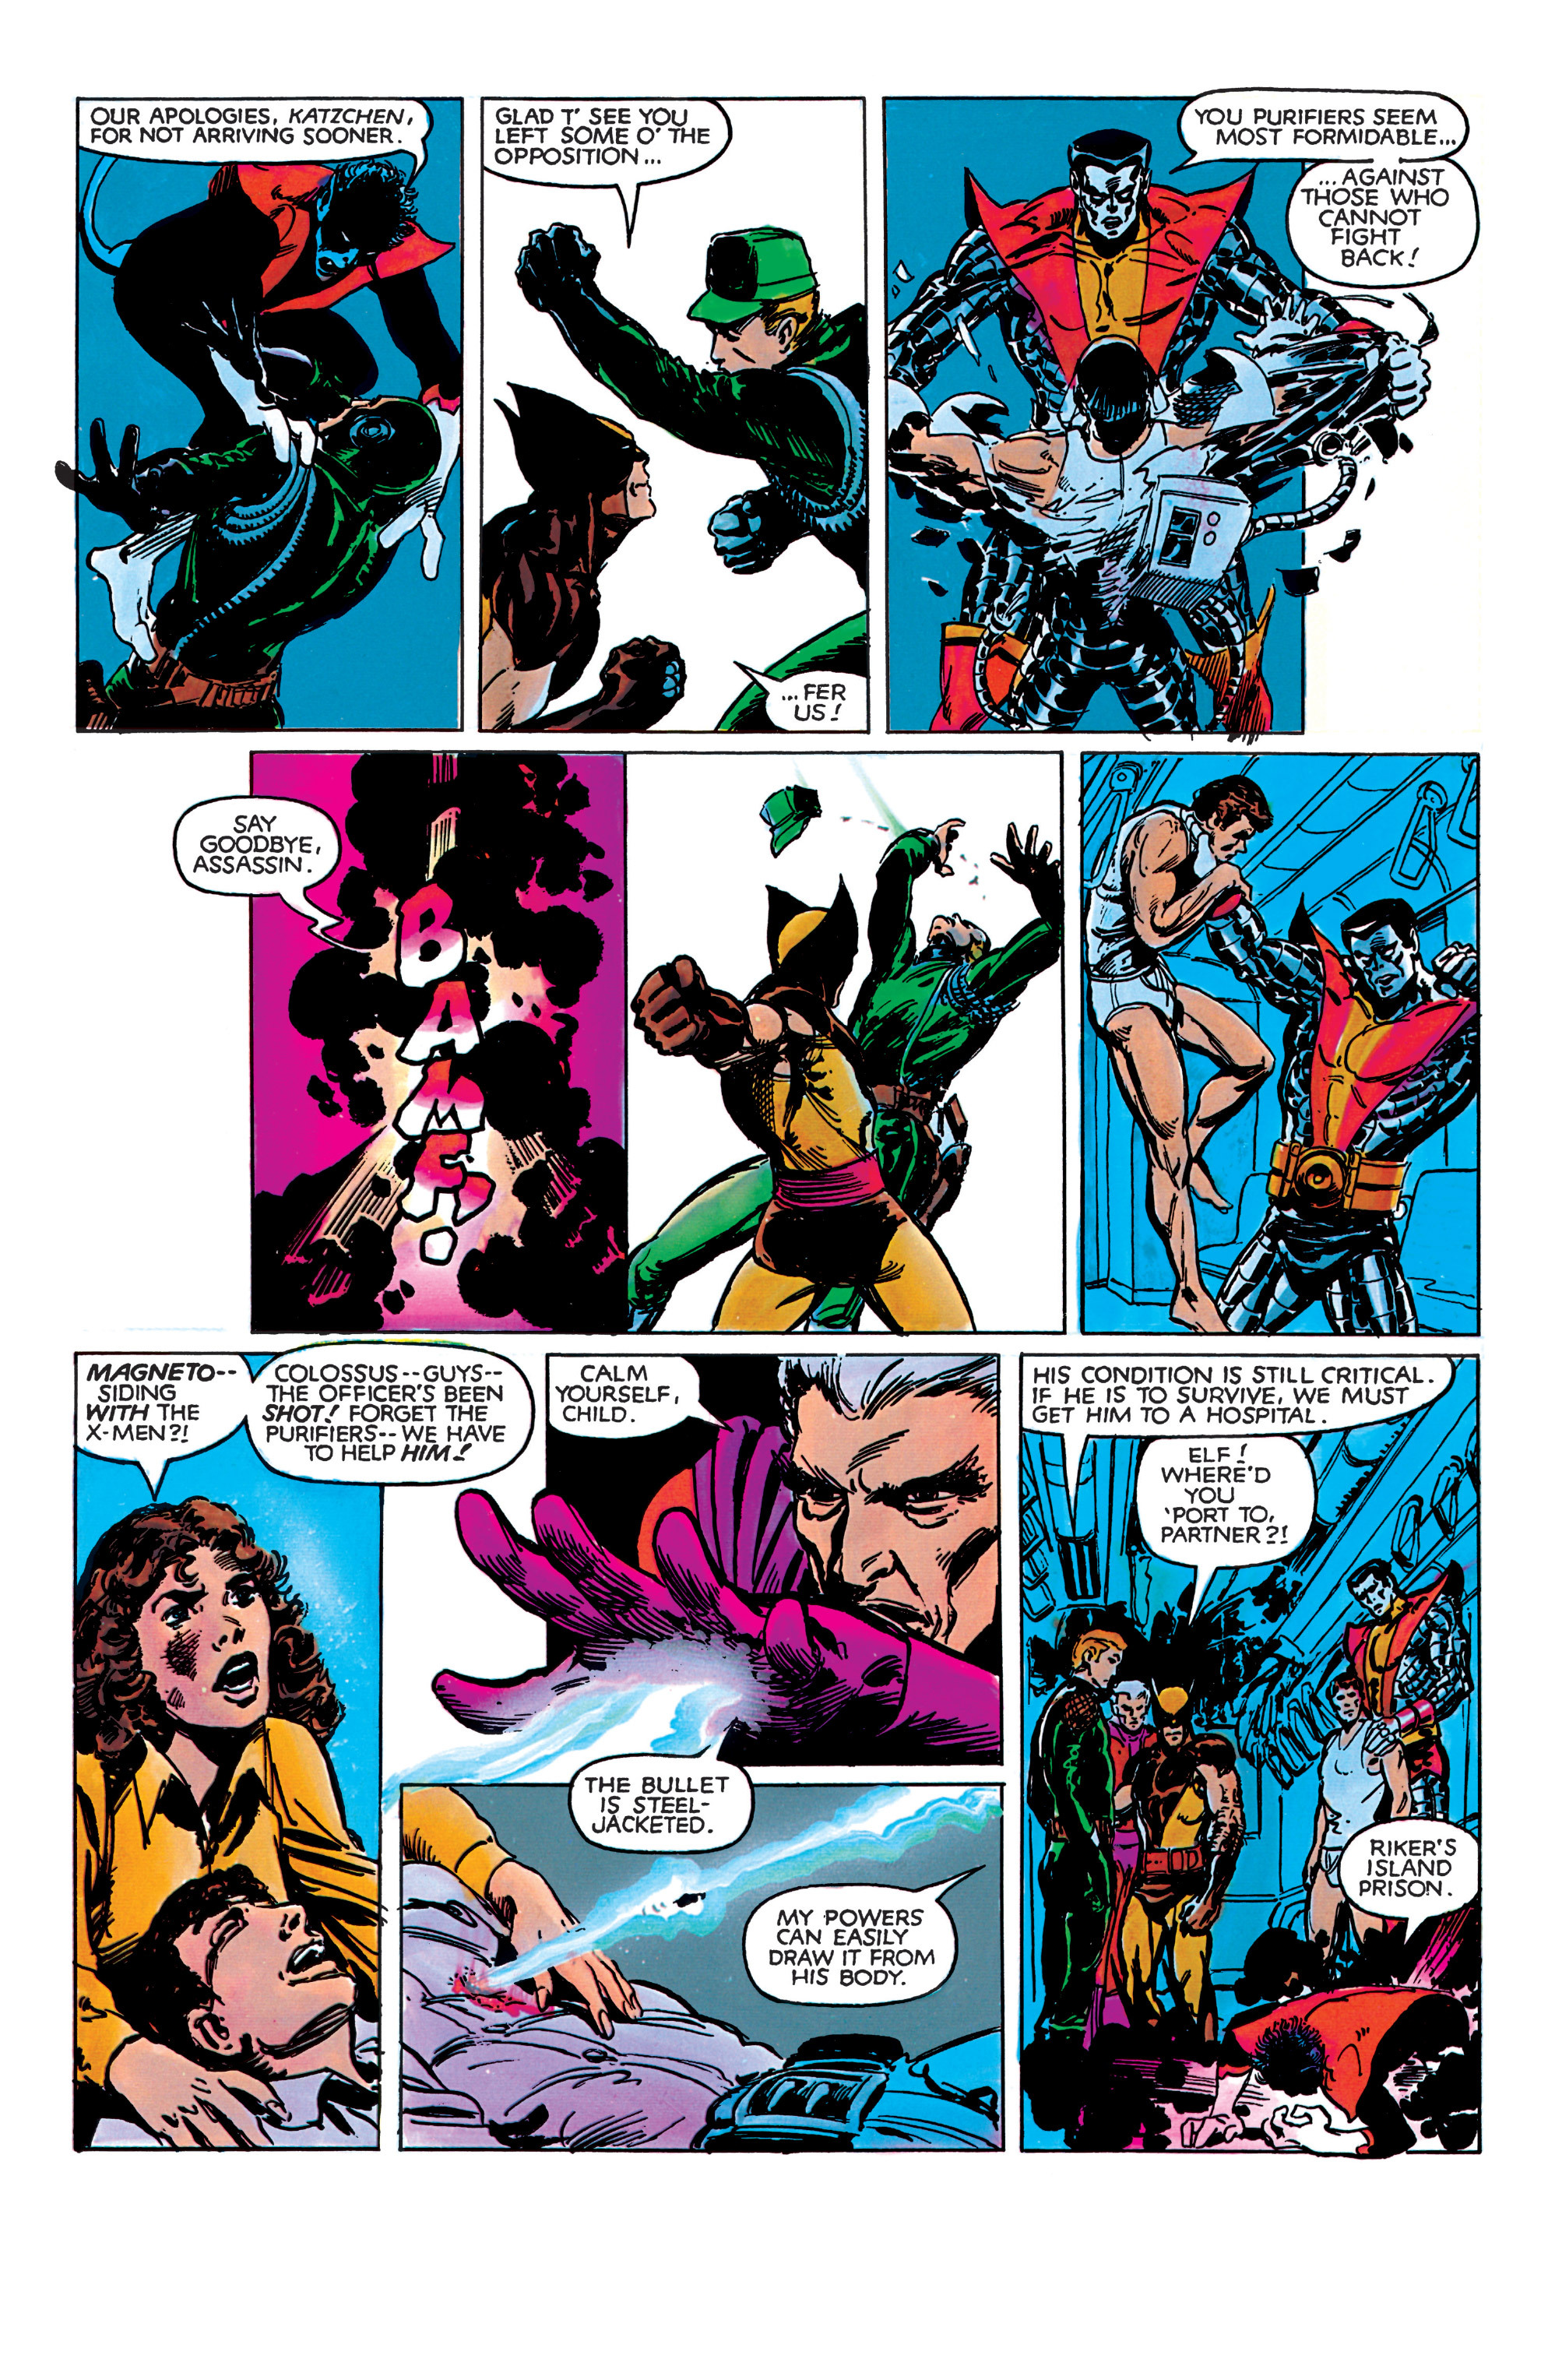 OUR APOLOGIES, KATZCHEN,
FOR NOT ARRIVING SOONER.
GLAD T' SEE YOU
LEFT SOME O' THE
OPPOSITION...
...FER
US!
YOU PURIFIERS SEEM
MOST FORMIDABLE...
...AGAINST
THOSE WHO
CANNOT
FIGHT
BACK!
SAY
GOODBYE,
ASSASSIN.
BAMF!
MAGNETO--
SIDING
WITH THE
X-MEN?!
COLOSSUS--GUYS--
THE OFFICER'S BEEN
SHOT! FORGET THE
PURIFIERS--WE HAVE
TO HELP HIM!
CALM
YOURSELF,
CHILD.
THE BULLET
IS STEEL-
JACKETED.
MY POWERS
CAN EASILY
DRAW IT FROM
HIS BODY.
HIS CONDITION IS STILL CRITICAL.
IF HE IS TO SURVIVE, WE MUST
GET HIM TO A HOSPITAL.
ELF!
WHERE'D
YOU
'PORT TO,
PARTNER?!
RIKER'S
ISLAND
PRISON.